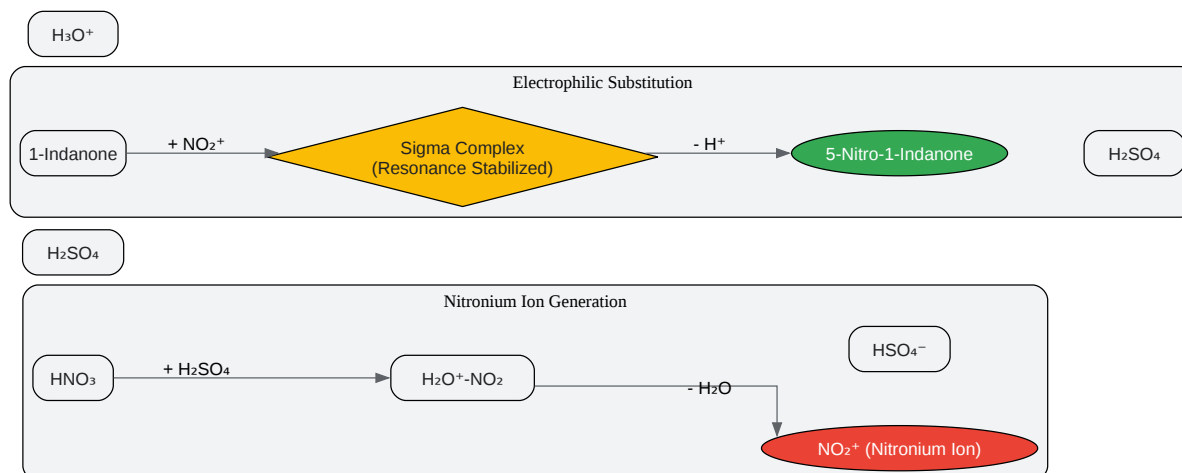 H₃O⁺
Electrophilic Substitution
1-Indanone
+ NO₂⁺
Sigma Complex
(Resonance Stabilized)
- H⁺
5-Nitro-1-Indanone
H₂SO₄
H₂SO₄
Nitronium Ion Generation
HNO₃
+ H₂SO₄
H₂O⁺-NO₂
- H₂O
HSO₄⁻
NO₂⁺ (Nitronium Ion)